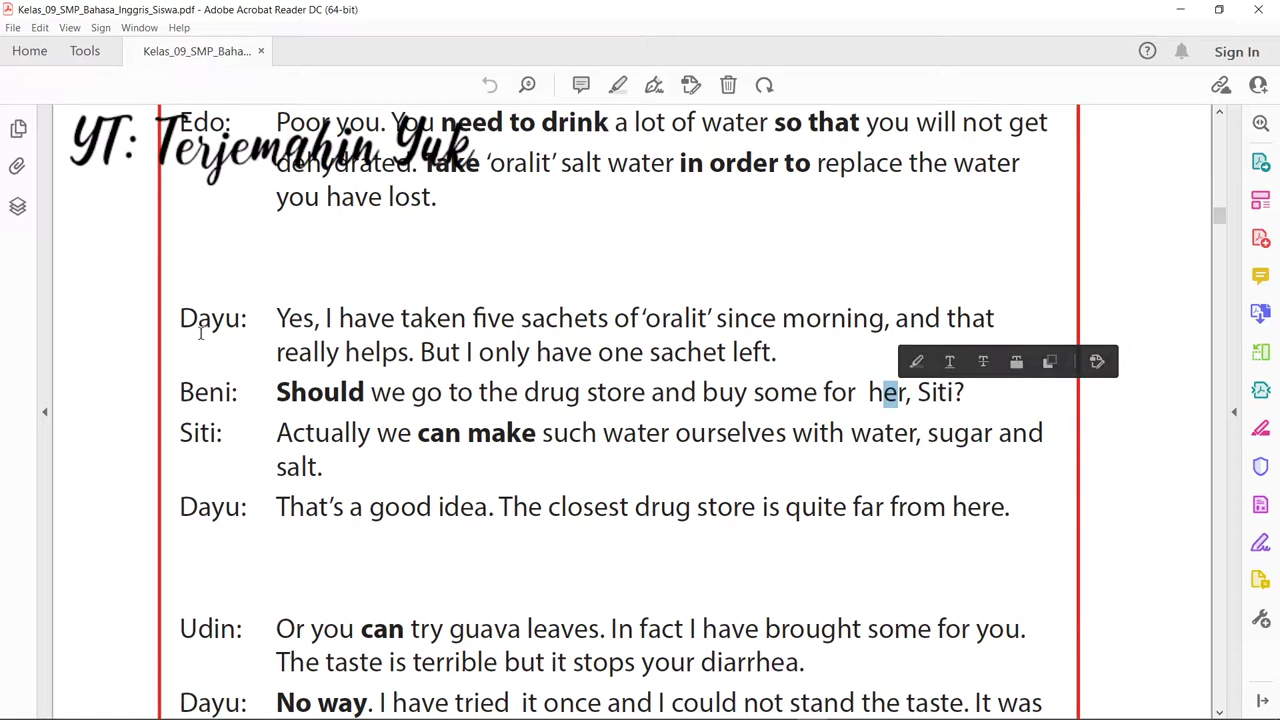 Kelas_09_SMP_Bahasa_Inggris_Siswa.pdf - Adobe Acrobat Reader DC (64-bit)
File Edit View Sign Window Help
Home Tools Kelas_09_SMP_Baha... × Sign In
YT: Terjemahin Yuk
Edo: Poor you. You need to drink a lot of water so that you will not get
dehydrated. Take ‘oralit’ salt water in order to replace the water
you have lost.
Dayu: Yes, I have taken five sachets of ‘oralit’ since morning, and that
really helps. But I only have one sachet left.
Beni: Should we go to the drug store and buy some for her, Siti?
Siti: Actually we can make such water ourselves with water, sugar and
salt.
Dayu: That’s a good idea. The closest drug store is quite far from here.
Udin: Or you can try guava leaves. In fact I have brought some for you.
The taste is terrible but it stops your diarrhea.
Dayu: No way. I have tried it once and I could not stand the taste. It was